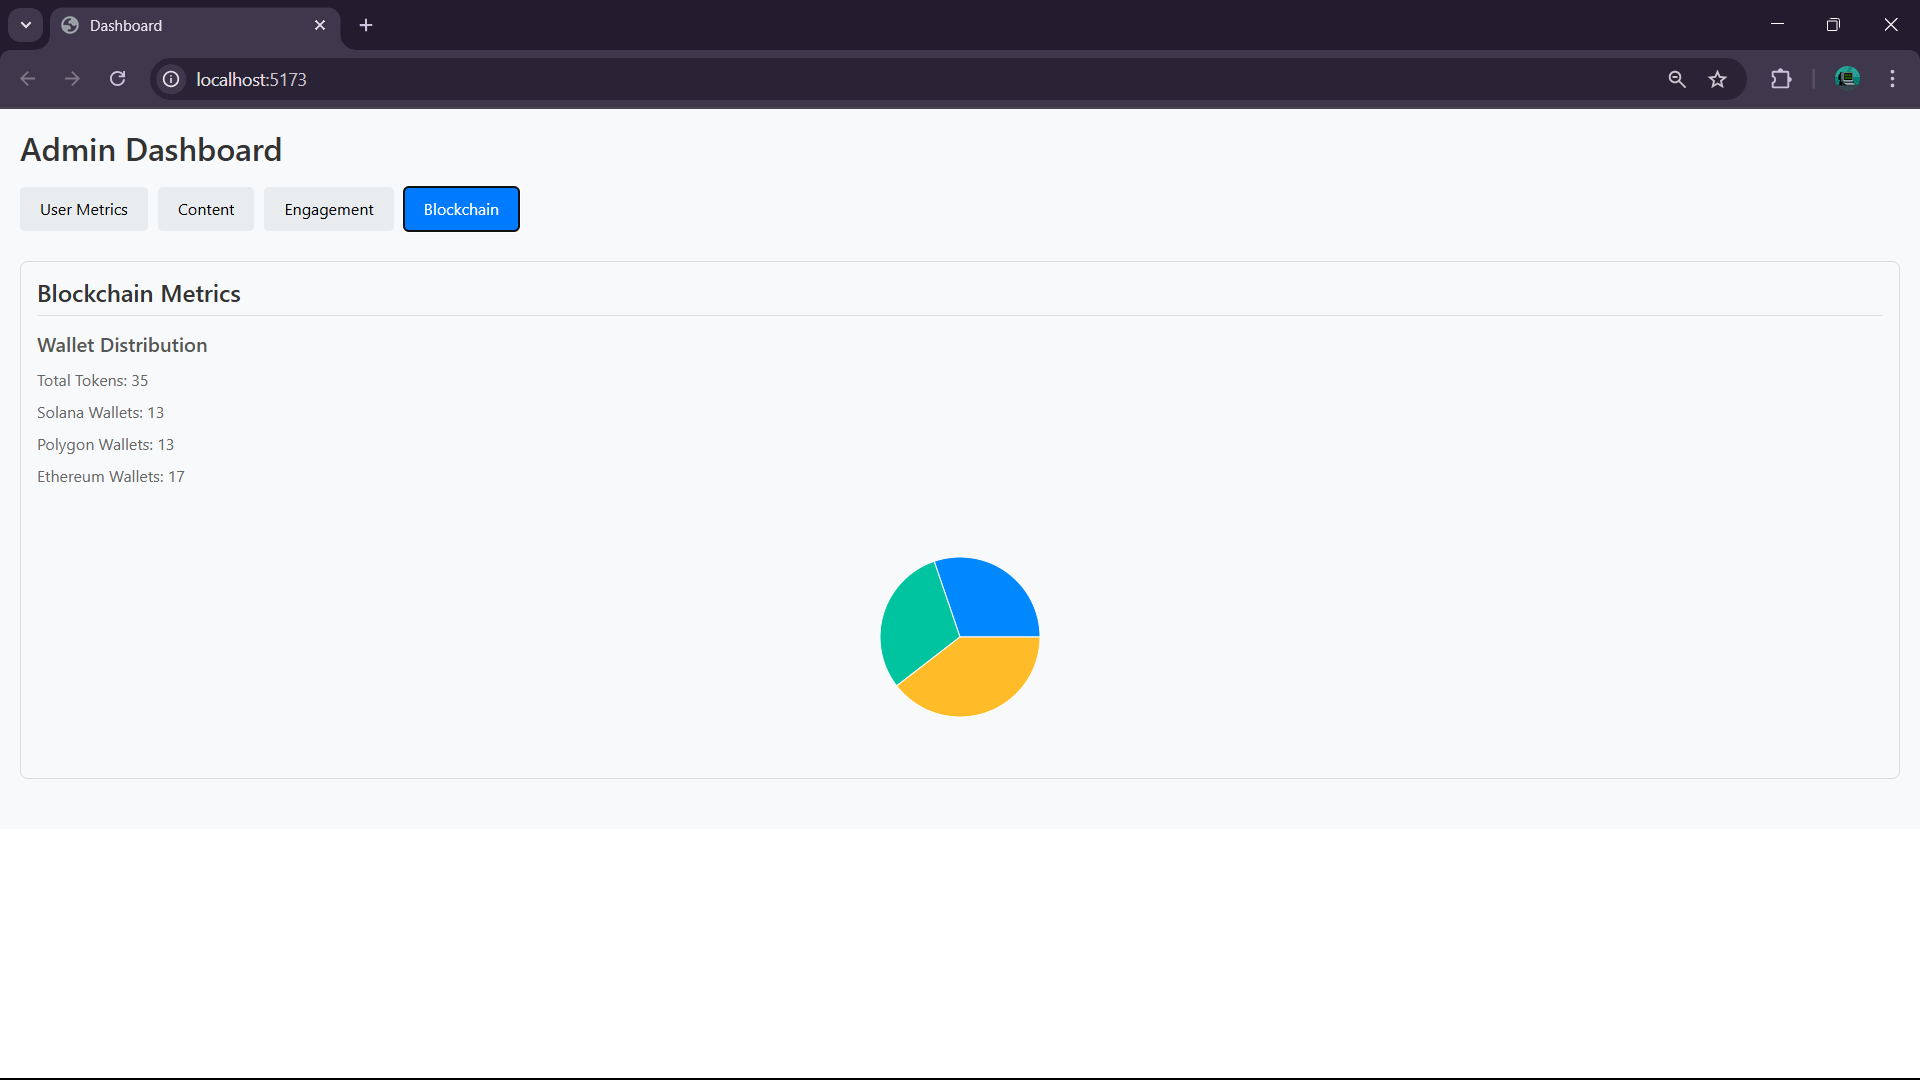 Dashboard
localhost:5173
Admin Dashboard
User Metrics
Content
Engagement
Blockchain
Blockchain Metrics
Wallet Distribution
Total Tokens: 35
Solana Wallets: 13
Polygon Wallets: 13
Ethereum Wallets: 17